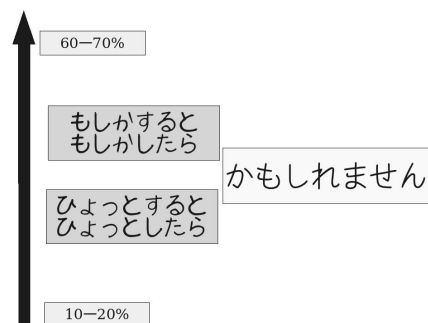 60—70%
もしかすると
もしかしたら
かもしれません
ひょっとすると
ひょっとしたら
10—20%